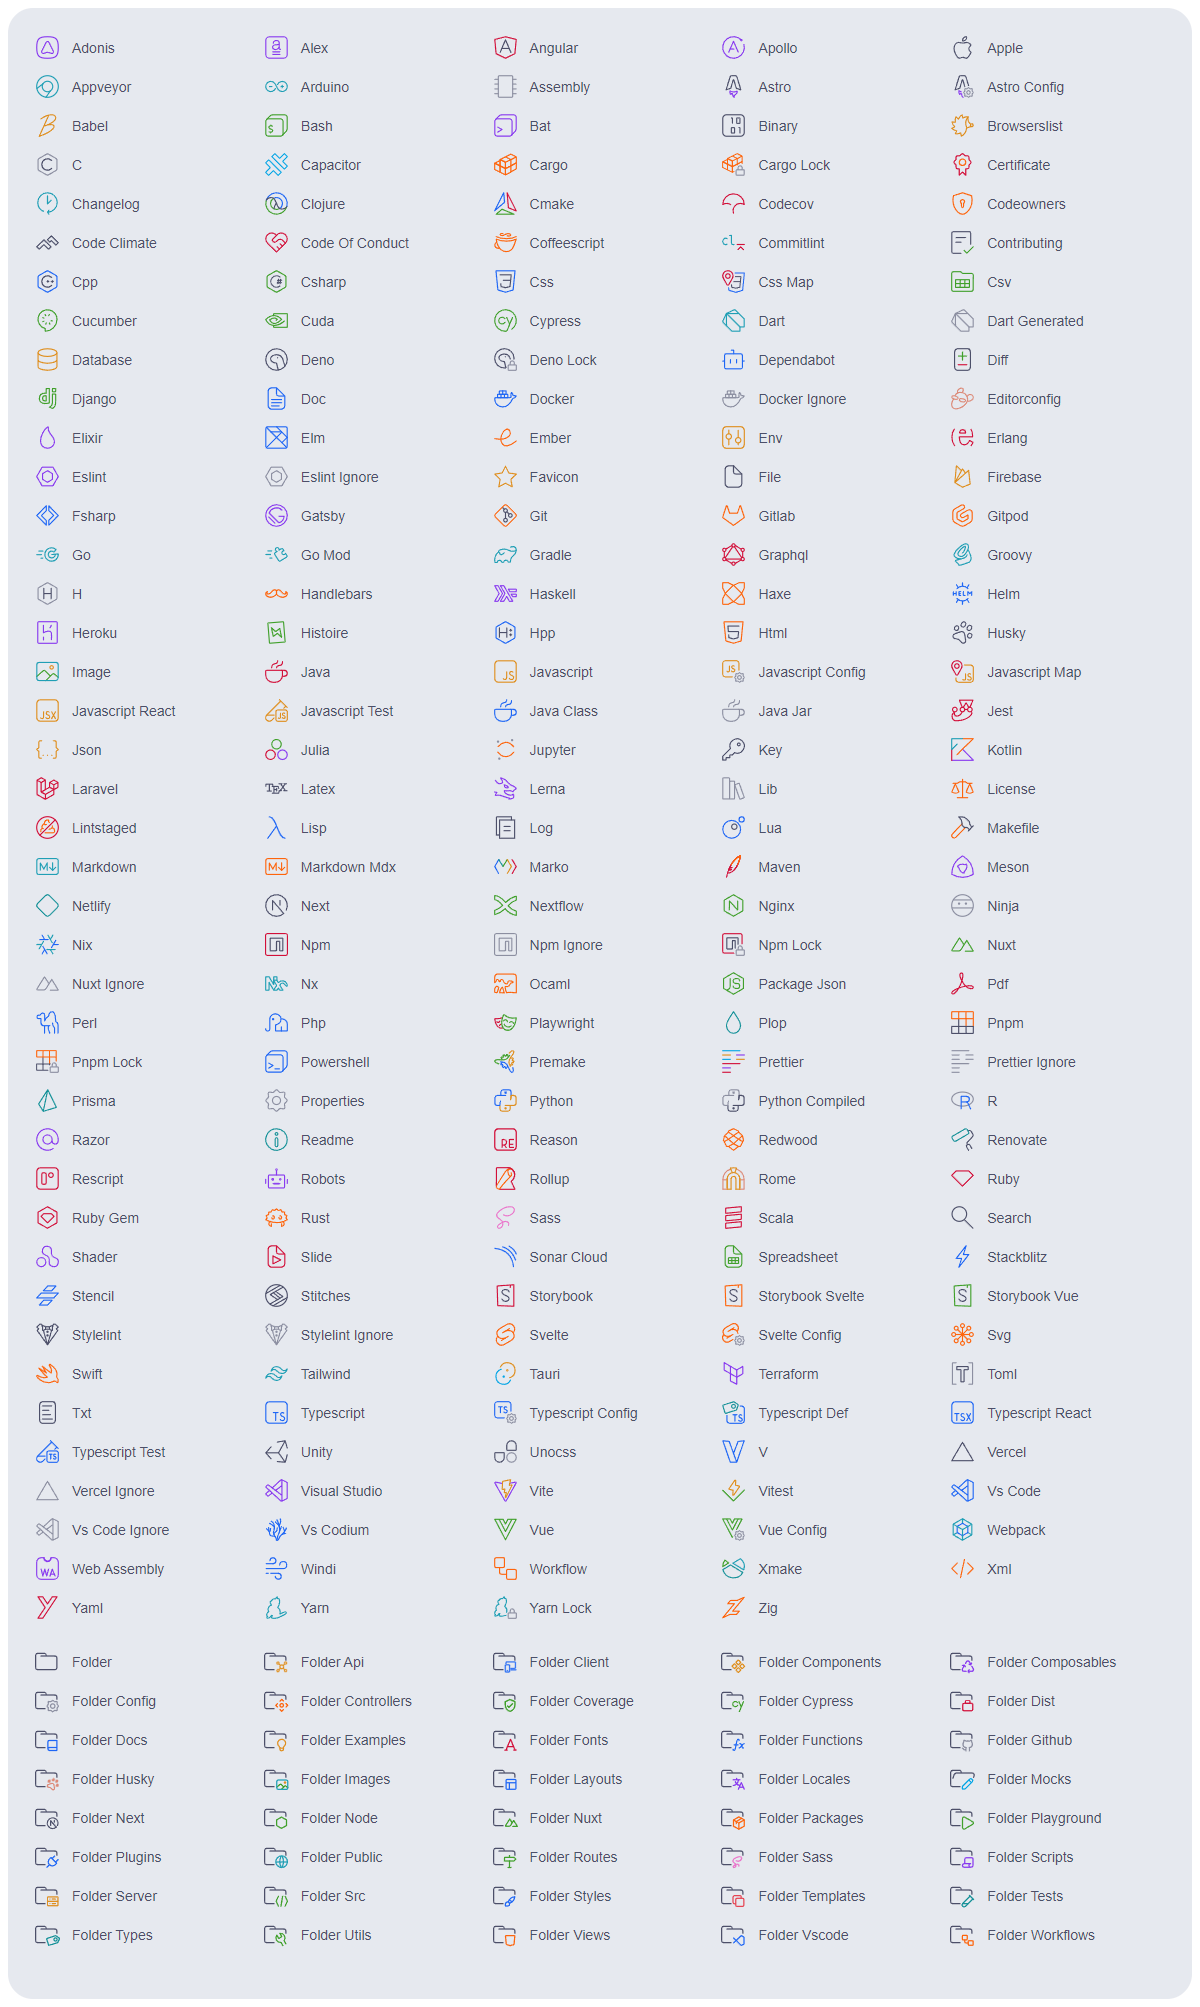 Adonis Alex Angular Apollo Apple
Appveyor Arduino Assembly Astro Astro Config
Babel Bash Bat Binary Browserslist
C Capacitor Cargo Cargo Lock Certificate
Changelog Clojure Cmake Codecov Codeowners
Code Climate Code Of Conduct Coffeescript Commitlint Contributing
Cpp Csharp Css Css Map Csv
Cucumber Cuda Cypress Dart Dart Generated
Database Deno Deno Lock Dependabot Diff
Django Doc Docker Docker Ignore Editorconfig
Elixir Elm Ember Env Erlang
Eslint Eslint Ignore Favicon File Firebase
Fsharp Gatsby Git Gitlab Gitpod
Go Go Mod Gradle Graphql Groovy
H Handlebars Haskell Haxe Helm
Heroku Histoire Hpp Html Husky
Image Java Javascript Javascript Config Javascript Map
Javascript React Javascript Test Java Class Java Jar Jest
Json Julia Jupyter Key Kotlin
Laravel Latex Lerna Lib License
Lintstaged Lisp Log Lua Makefile
Markdown Markdown Mdx Marko Maven Meson
Netlify Next Nextflow Nginx Ninja
Nix Npm Npm Ignore Npm Lock Nuxt
Nuxt Ignore Nx Ocaml Package Json Pdf
Perl Php Playwright Plop Pnpm
Pnpm Lock Powershell Premake Prettier Prettier Ignore
Prisma Properties Python Python Compiled R
Razor Readme Reason Redwood Renovate
Rescript Robots Rollup Rome Ruby
Ruby Gem Rust Sass Scala Search
Shader Slide Sonar Cloud Spreadsheet Stackblitz
Stencil Stitches Storybook Storybook Svelte Storybook Vue
Stylelint Stylelint Ignore Svelte Svelte Config Svg
Swift Tailwind Tauri Terraform Toml
Txt Typescript Typescript Config Typescript Def Typescript React
Typescript Test Unity Unocss V Vercel
Vercel Ignore Visual Studio Vite Vitest Vs Code
Vs Code Ignore Vs Codium Vue Vue Config Webpack
Web Assembly Windi Workflow Xmake Xml
Yaml Yarn Yarn Lock Zig
Folder Folder Api Folder Client Folder Components Folder Composables
Folder Config Folder Controllers Folder Coverage Folder Cypress Folder Dist
Folder Docs Folder Examples Folder Fonts Folder Functions Folder Github
Folder Husky Folder Images Folder Layouts Folder Locales Folder Mocks
Folder Next Folder Node Folder Nuxt Folder Packages Folder Playground
Folder Plugins Folder Public Folder Routes Folder Sass Folder Scripts
Folder Server Folder Src Folder Styles Folder Templates Folder Tests
Folder Types Folder Utils Folder Views Folder Vscode Folder Workflows